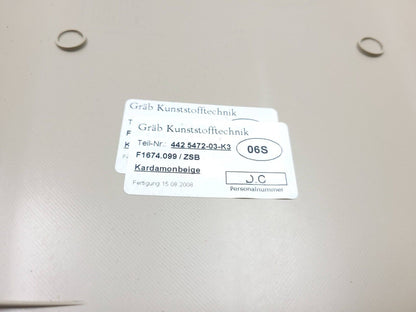 Gräb Kunststofftechnik
Gräb Kunststofftechnik
Teil-Nr.: 442 5472-03-K3
F1674.099 / ZSB
Kardamonbeige
06S
J.C
Personalnummer
Fertigung 15.08.2008